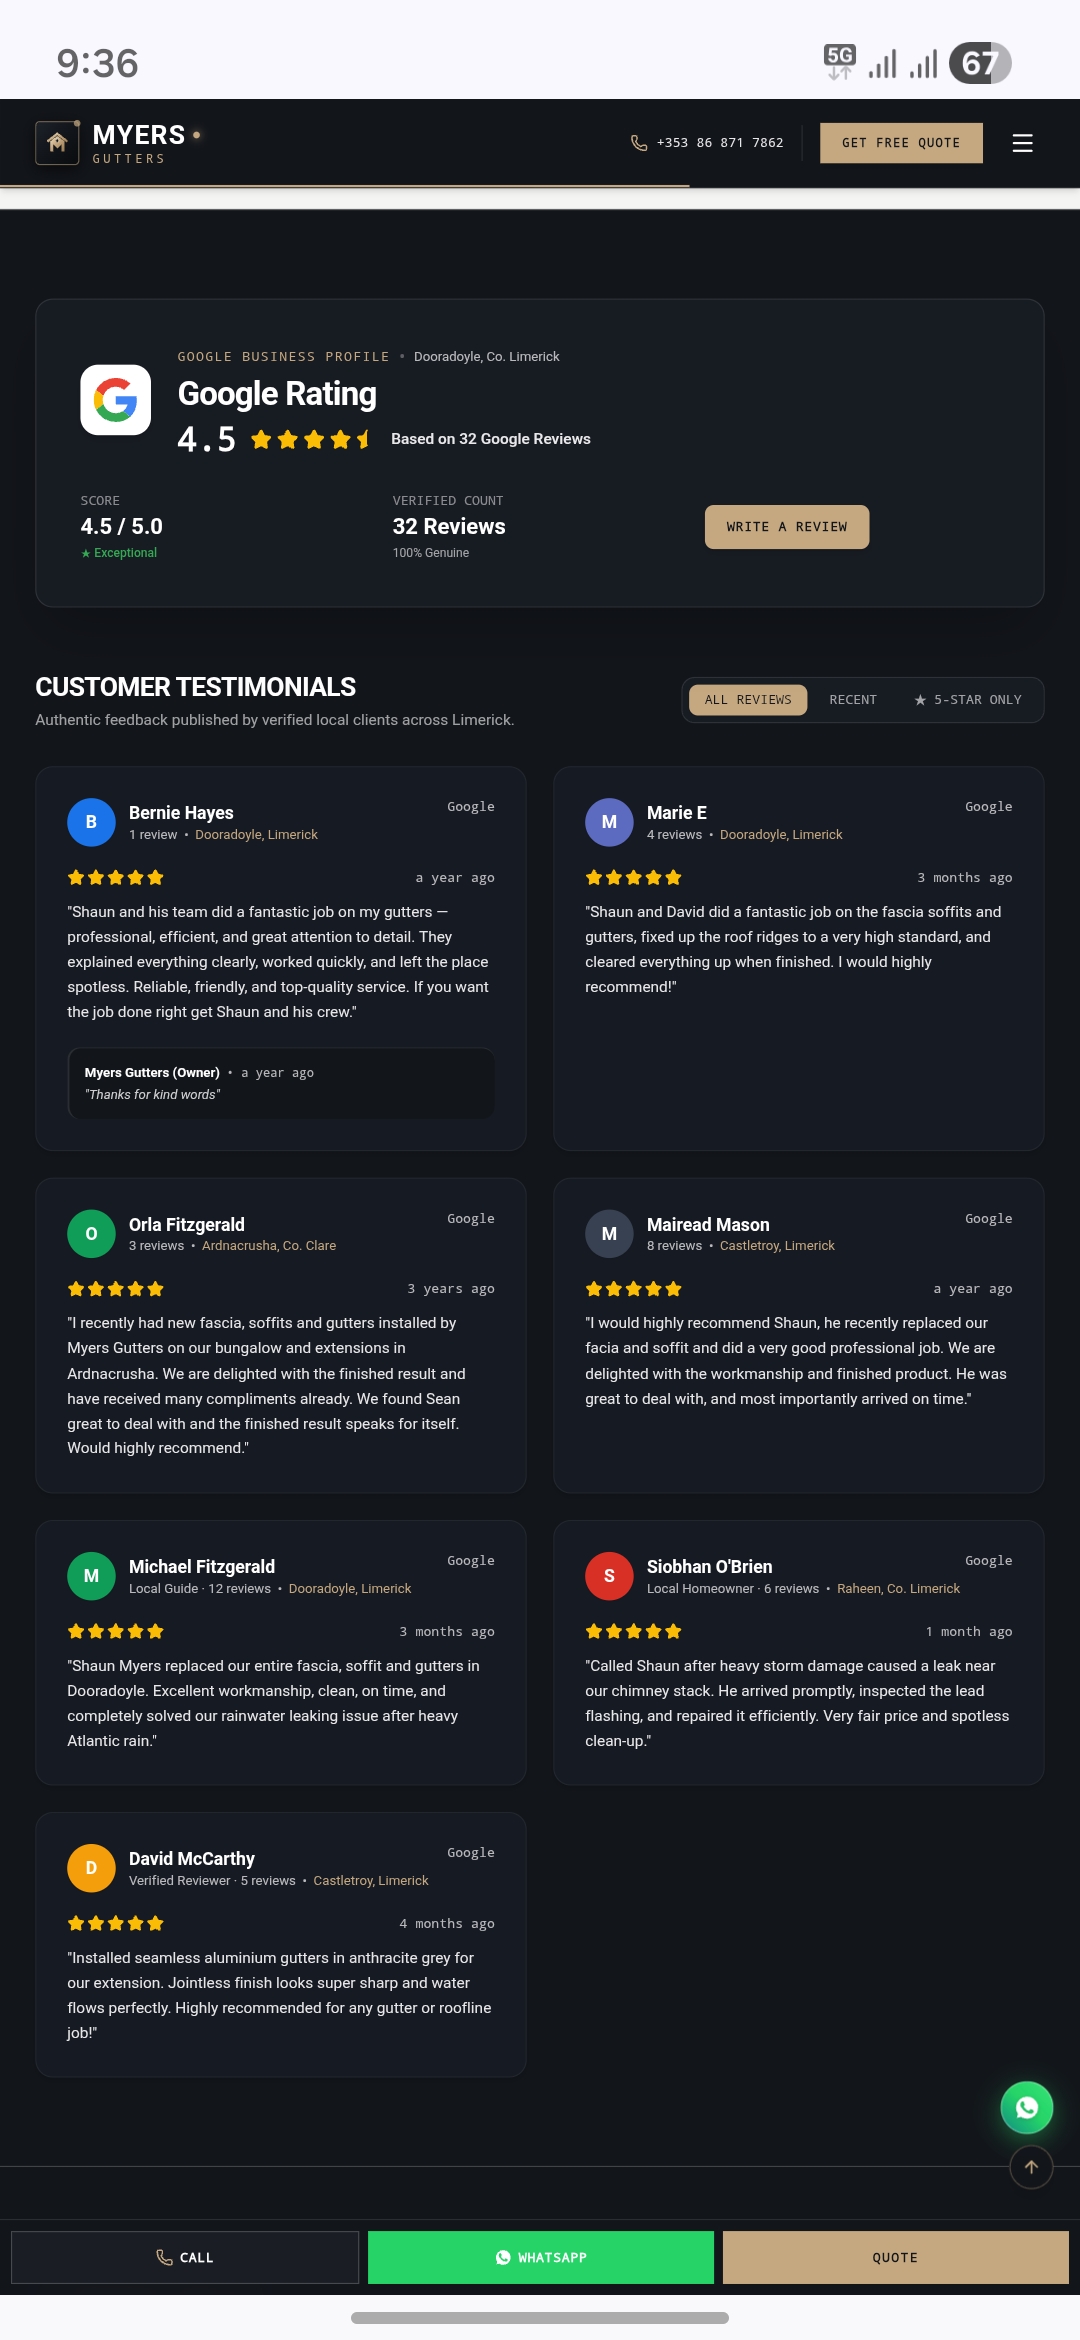 9:36
5G
67
MYERS
GUTTERS
+353 86 871 7862
GET FREE QUOTE
GOOGLE BUSINESS PROFILE • Dooradoyle, Co. Limerick
Google Rating
4.5 Based on 32 Google Reviews
SCORE
4.5 / 5.0
★ Exceptional
VERIFIED COUNT
32 Reviews
100% Genuine
WRITE A REVIEW
CUSTOMER TESTIMONIALS
Authentic feedback published by verified local clients across Limerick.
ALL REVIEWS
RECENT
★ 5-STAR ONLY
B
Bernie Hayes
Google
1 review • Dooradoyle, Limerick
a year ago
"Shaun and his team did a fantastic job on my gutters —
professional, efficient, and great attention to detail. They
explained everything clearly, worked quickly, and left the place
spotless. Reliable, friendly, and top-quality service. If you want
the job done right get Shaun and his crew."
Myers Gutters (Owner) • a year ago
"Thanks for kind words"
M
Marie E
Google
4 reviews • Dooradoyle, Limerick
3 months ago
"Shaun and David did a fantastic job on the fascia soffits and
gutters, fixed up the roof ridges to a very high standard, and
cleared everything up when finished. I would highly
recommend!"
O
Orla Fitzgerald
Google
3 reviews • Ardnacrusha, Co. Clare
3 years ago
"I recently had new fascia, soffits and gutters installed by
Myers Gutters on our bungalow and extensions in
Ardnacrusha. We are delighted with the finished result and
have received many compliments already. We found Sean
great to deal with and the finished result speaks for itself.
Would highly recommend."
M
Mairead Mason
Google
8 reviews • Castletroy, Limerick
a year ago
"I would highly recommend Shaun, he recently replaced our
facia and soffit and did a very good professional job. We are
delighted with the workmanship and finished product. He was
great to deal with, and most importantly arrived on time."
M
Michael Fitzgerald
Google
Local Guide · 12 reviews • Dooradoyle, Limerick
3 months ago
"Shaun Myers replaced our entire fascia, soffit and gutters in
Dooradoyle. Excellent workmanship, clean, on time, and
completely solved our rainwater leaking issue after heavy
Atlantic rain."
S
Siobhan O'Brien
Google
Local Homeowner · 6 reviews • Raheen, Co. Limerick
1 month ago
"Called Shaun after heavy storm damage caused a leak near
our chimney stack. He arrived promptly, inspected the lead
flashing, and repaired it efficiently. Very fair price and spotless
clean-up."
D
David McCarthy
Google
Verified Reviewer · 5 reviews • Castletroy, Limerick
4 months ago
"Installed seamless aluminium gutters in anthracite grey for
our extension. Jointless finish looks super sharp and water
flows perfectly. Highly recommended for any gutter or roofline
job!"
CALL
WHATSAPP
QUOTE